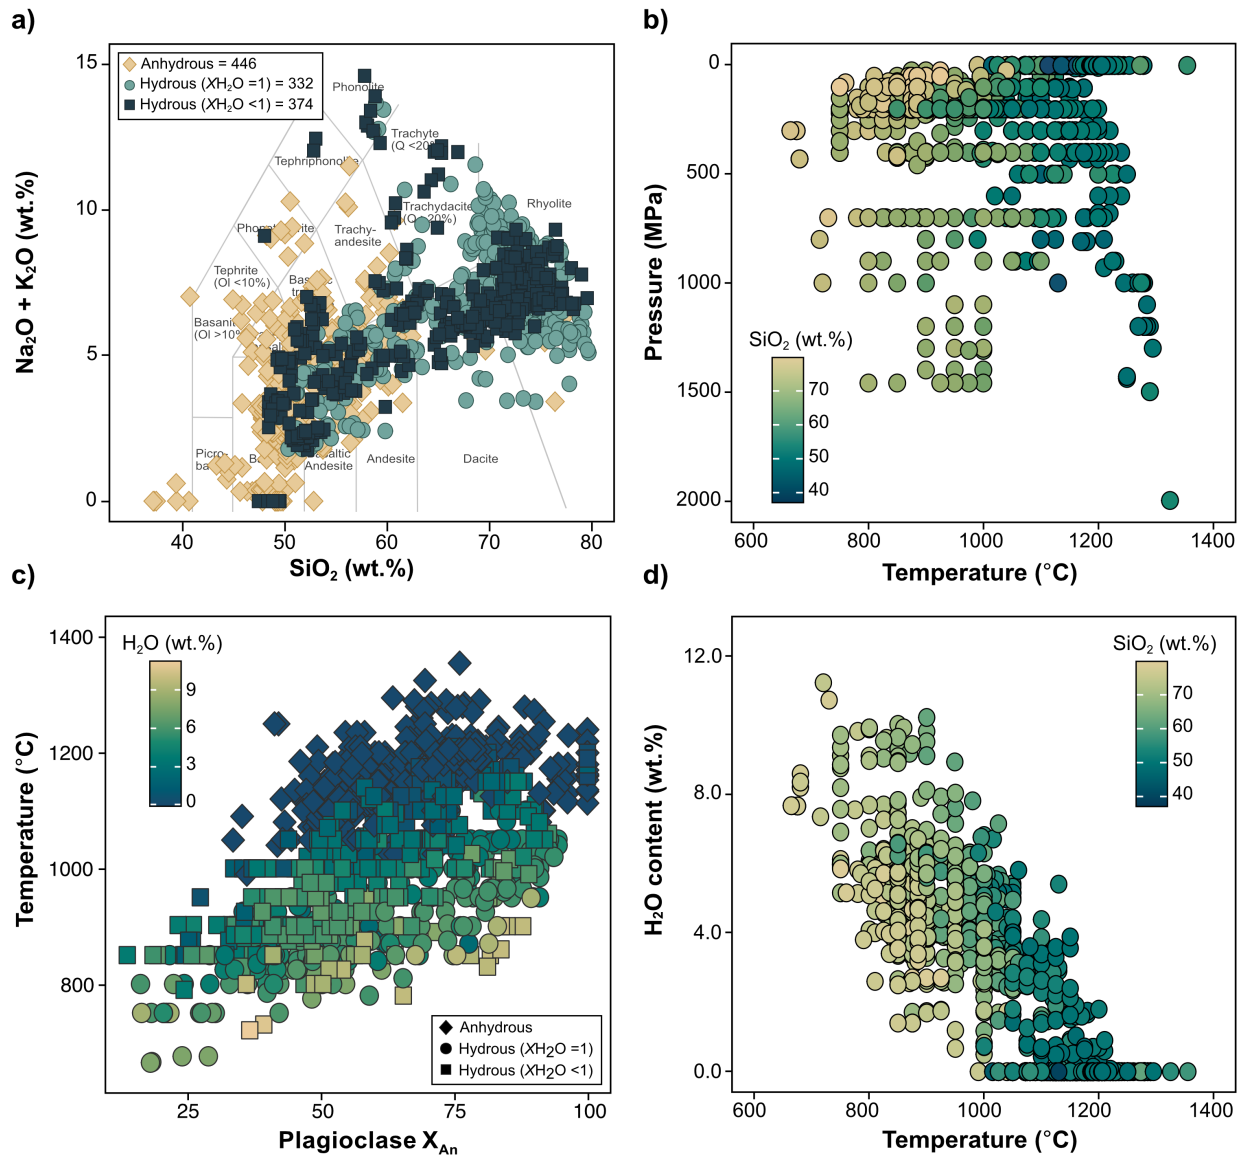 a)
15
10
5
0
40
50
60
70
80
Na₂O + K₂O (wt.%)
SiO₂ (wt.%)
Anhydrous = 446
Hydrous (XH₂O =1) = 332
Hydrous (XH₂O <1) = 374
Phonolite
Trachyte
(Q <20%)
Tephriphonolite
Trachydacite
Rhyolite
Trachy-
andesite
Tephrite
(Ol <10%)
Andesite
Andesite
Dacite
b)
0
500
1000
1500
2000
600
800
1000
1200
1400
Pressure (MPa)
Temperature (°C)
SiO₂ (wt.%)
70
60
50
40
c)
1400
1200
1000
800
25
50
75
100
Temperature (°C)
Plagioclase X_An
H₂O (wt.%)
9
6
3
0
Anhydrous
Hydrous (XH₂O =1)
Hydrous (XH₂O <1)
d)
12.0
8.0
4.0
0.0
600
800
1000
1200
1400
H₂O content (wt.%)
Temperature (°C)
SiO₂ (wt.%)
70
60
50
40